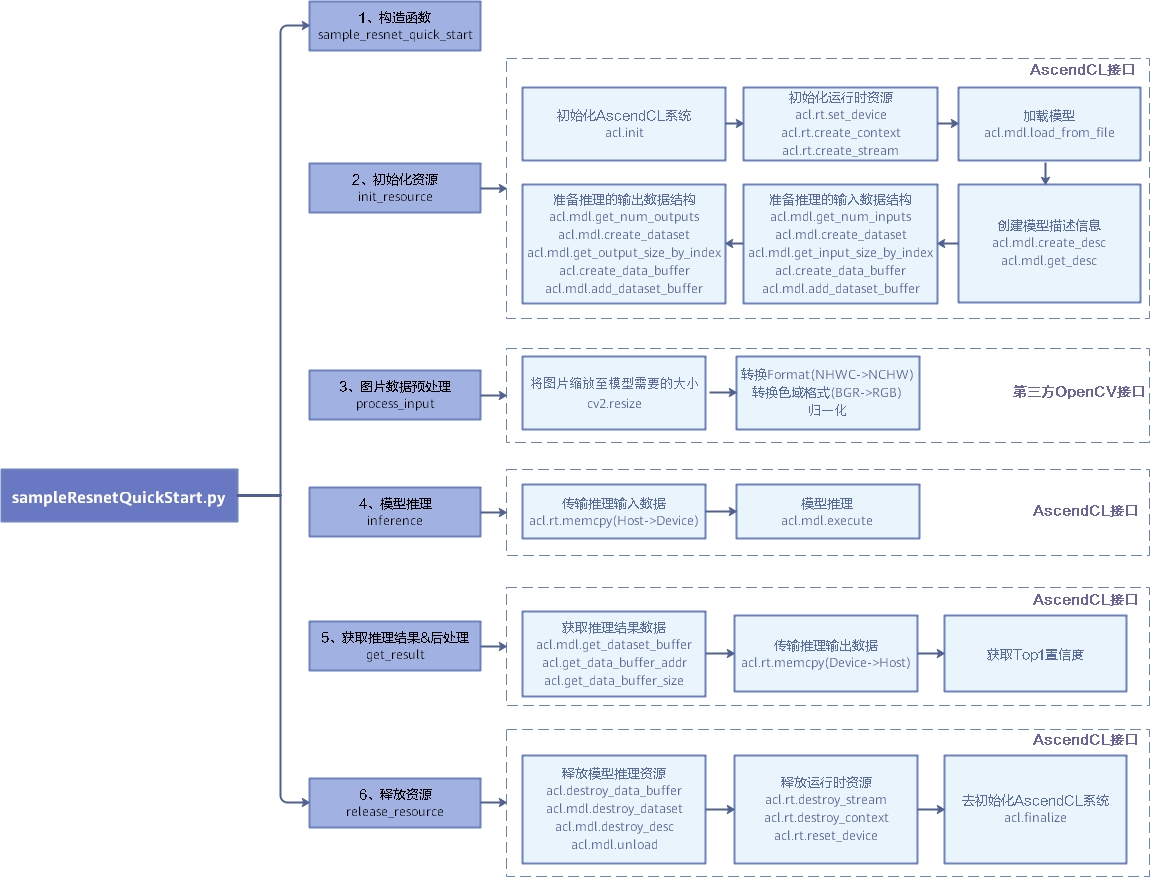 sampleResnetQuickStart.py
1、构造函数
sample_resnet_quick_start
2、初始化资源
init_resource
AscendCL接口
初始化AscendCL系统
acl.init
初始化运行时资源
acl.rt.set_device
acl.rt.create_context
acl.rt.create_stream
加载模型
acl.mdl.load_from_file
创建模型描述信息
acl.mdl.create_desc
acl.mdl.get_desc
准备推理的输入数据结构
acl.mdl.get_num_inputs
acl.mdl.create_dataset
acl.mdl.get_input_size_by_index
acl.create_data_buffer
acl.mdl.add_dataset_buffer
准备推理的输出数据结构
acl.mdl.get_num_outputs
acl.mdl.create_dataset
acl.mdl.get_output_size_by_index
acl.create_data_buffer
acl.mdl.add_dataset_buffer
3、图片数据预处理
process_input
将图片缩放至模型需要的大小
cv2.resize
转换Format(NHWC->NCHW)
转换色域格式(BGR->RGB)
归一化
第三方OpenCV接口
4、模型推理
inference
传输推理输入数据
acl.rt.memcpy(Host->Device)
模型推理
acl.mdl.execute
AscendCL接口
5、获取推理结果&后处理
get_result
AscendCL接口
获取推理结果数据
acl.mdl.get_dataset_buffer
acl.get_data_buffer_addr
acl.get_data_buffer_size
传输推理输出数据
acl.rt.memcpy(Device->Host)
获取Top1置信度
6、释放资源
release_resource
AscendCL接口
释放模型推理资源
acl.destroy_data_buffer
acl.mdl.destroy_dataset
acl.mdl.destroy_desc
acl.mdl.unload
释放运行时资源
acl.rt.destroy_stream
acl.rt.destroy_context
acl.rt.reset_device
去初始化AscendCL系统
acl.finalize